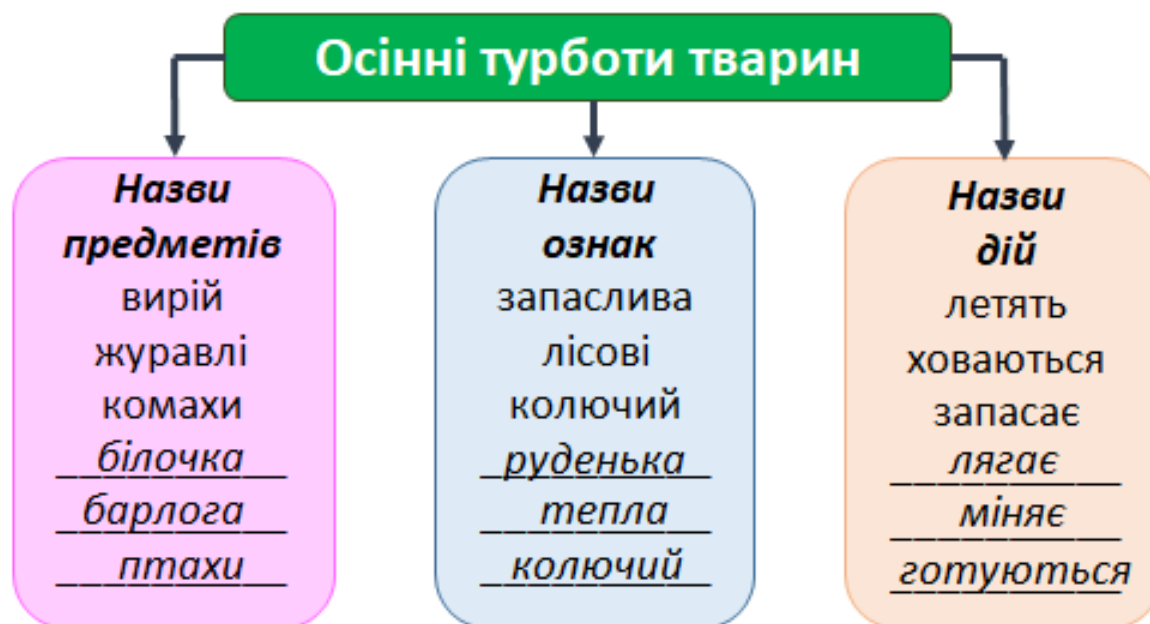 Осінні турботи тварин
Назви
предметів
вирій
журавлі
комахи
білочка
барлога
птахи
Назви
ознак
запаслива
лісові
колючий
руденька
тепла
колючий
Назви
дій
летять
ховаються
запасає
лягає
міняє
готуються